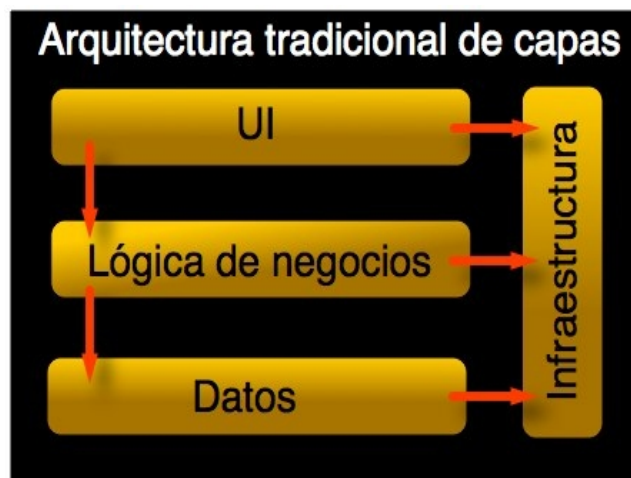 Arquitectura tradicional de capas
UI
Lógica de negocios
Datos
Infraestructura